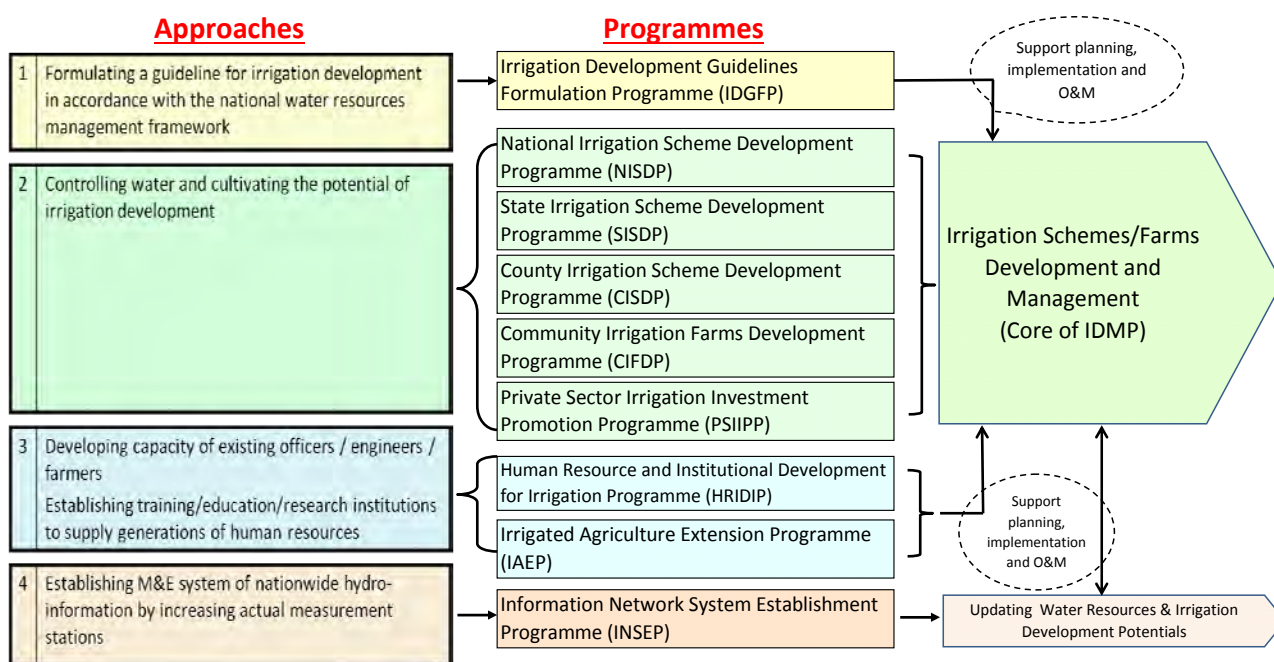 Approaches
Programmes
1 Formulating a guideline for irrigation development
in accordance with the national water resources
management framework
Irrigation Development Guidelines
Formulation Programme (IDGFP)
Support planning,
implementation and
O&M
2 Controlling water and cultivating the potential of
irrigation development
National Irrigation Scheme Development
Programme (NISDP)
State Irrigation Scheme Development
Programme (SISDP)
County Irrigation Scheme Development
Programme (CISDP)
Community Irrigation Farms Development
Programme (CIFDP)
Private Sector Irrigation Investment
Promotion Programme (PSIIPP)
Irrigation Schemes/Farms
Development and
Management
(Core of IDMP)
3 Developing capacity of existing officers / engineers /
farmers
Establishing training/education/research institutions
to supply generations of human resources
Human Resource and Institutional Development
for Irrigation Programme (HRIDIP)
Irrigated Agriculture Extension Programme
(IAEP)
Support
planning,
implementation
and O&M
4 Establishing M&E system of nationwide hydro-
information by increasing actual measurement
stations
Information Network System Establishment
Programme (INSEP)
Updating Water Resources & Irrigation
Development Potentials